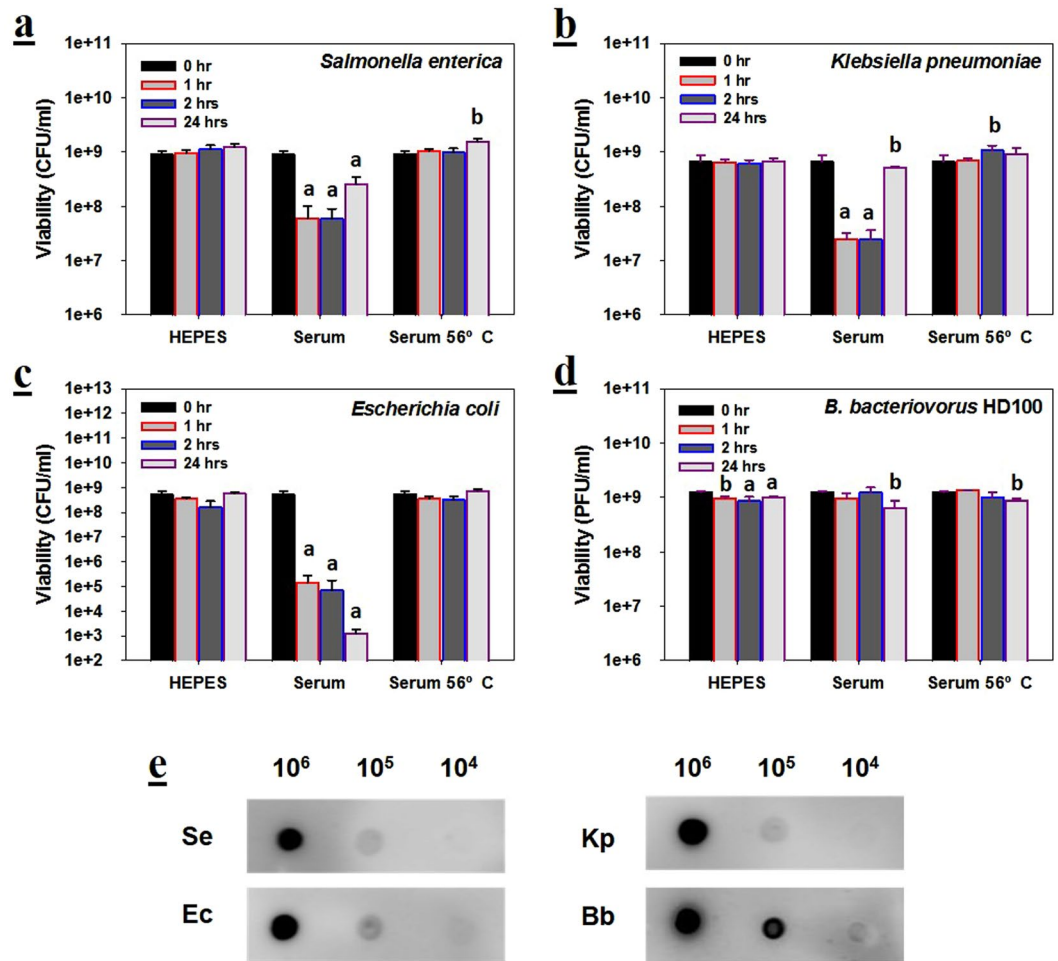 a
1e+11
1e+10
1e+9
1e+8
1e+7
1e+6
Viability (CFU/ml)
0 hr
1 hr
2 hrs
24 hrs
Salmonella enterica
a a a
b
HEPES Serum Serum 56º C
b
1e+11
1e+10
1e+9
1e+8
1e+7
1e+6
Viability (CFU/ml)
0 hr
1 hr
2 hrs
24 hrs
Klebsiella pneumoniae
a a b
b
HEPES Serum Serum 56º C
c
1e+13
1e+12
1e+11
1e+10
1e+9
1e+8
1e+7
1e+6
1e+5
1e+4
1e+3
1e+2
Viability (CFU/ml)
0 hr
1 hr
2 hrs
24 hrs
Escherichia coli
a a a
HEPES Serum Serum 56º C
d
1e+11
1e+10
1e+9
1e+8
1e+7
1e+6
Viability (PFU/ml)
0 hr
1 hr
2 hrs
24 hrs
B. bacteriovorus HD100
b a a
b
b
HEPES Serum Serum 56º C
e
10⁶ 10⁵ 10⁴
Se
Ec
10⁶ 10⁵ 10⁴
Kp
Bb